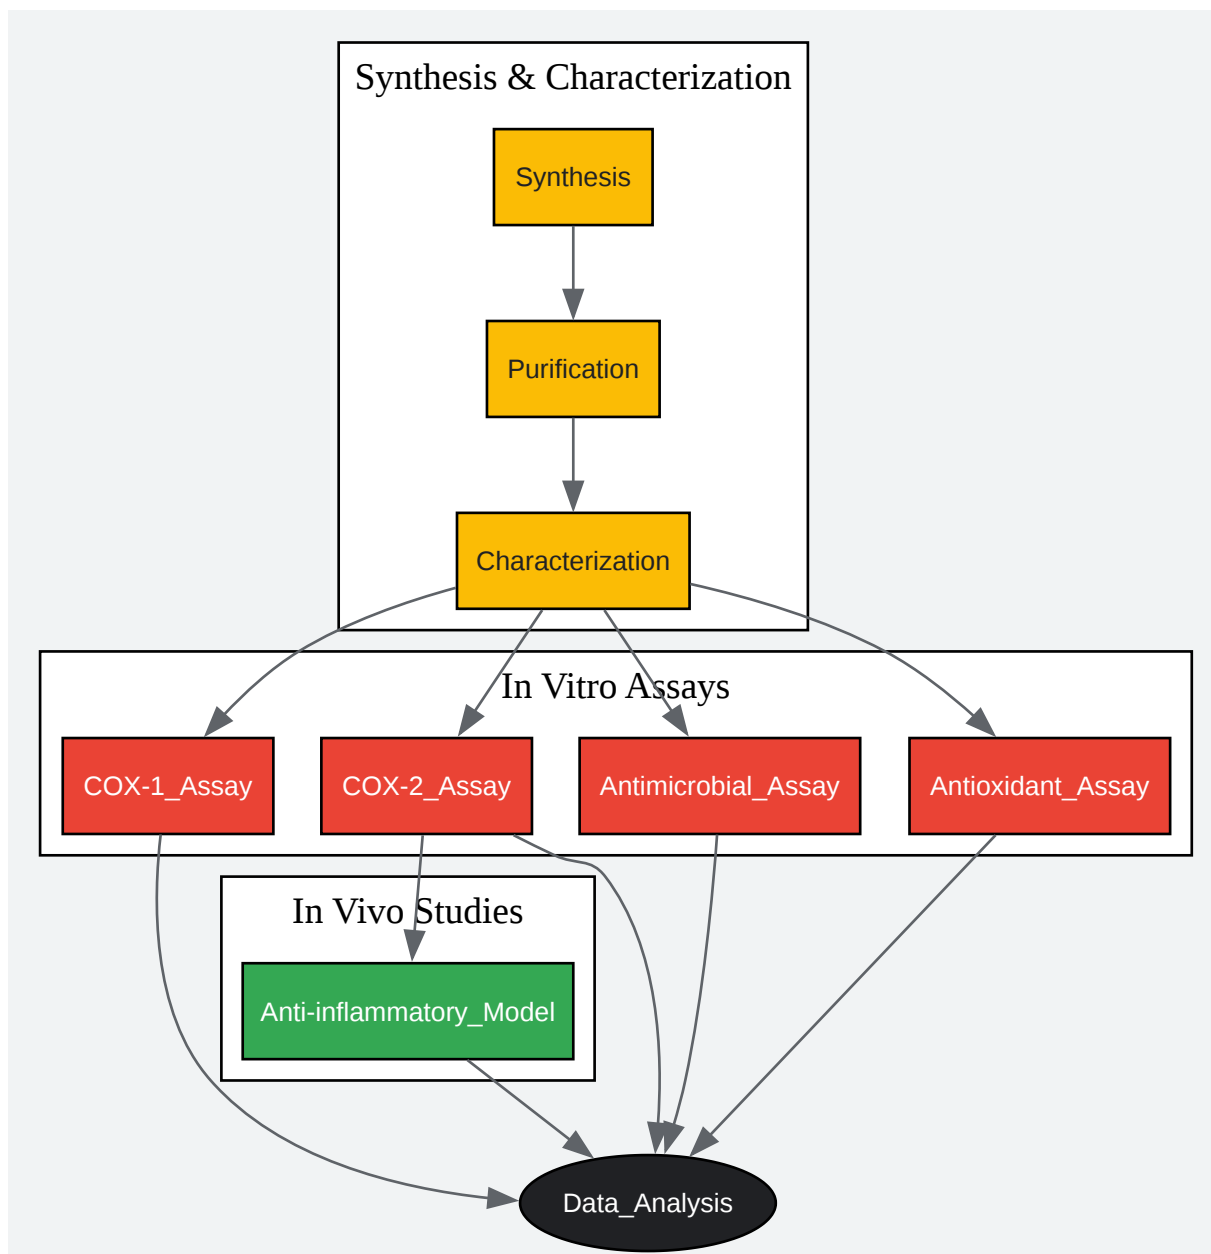 Synthesis & Characterization
Synthesis
Purification
Characterization
In Vitro Assays
COX-1_Assay
COX-2_Assay
Antimicrobial_Assay
Antioxidant_Assay
In Vivo Studies
Anti-inflammatory_Model
Data_Analysis